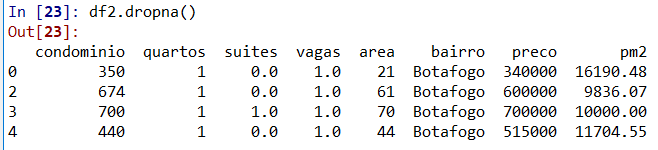 In [23]: df2.dropna()
Out[23]:
condominio quartos suites vagas area bairro preco pm2
0 350 1 0.0 1.0 21 Botafogo 340000 16190.48
2 674 1 0.0 1.0 61 Botafogo 600000 9836.07
3 700 1 1.0 1.0 70 Botafogo 700000 10000.00
4 440 1 0.0 1.0 44 Botafogo 515000 11704.55